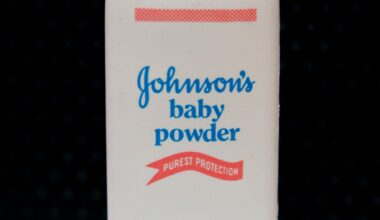 Johnson's
baby
powder
PUREST PROTECTION